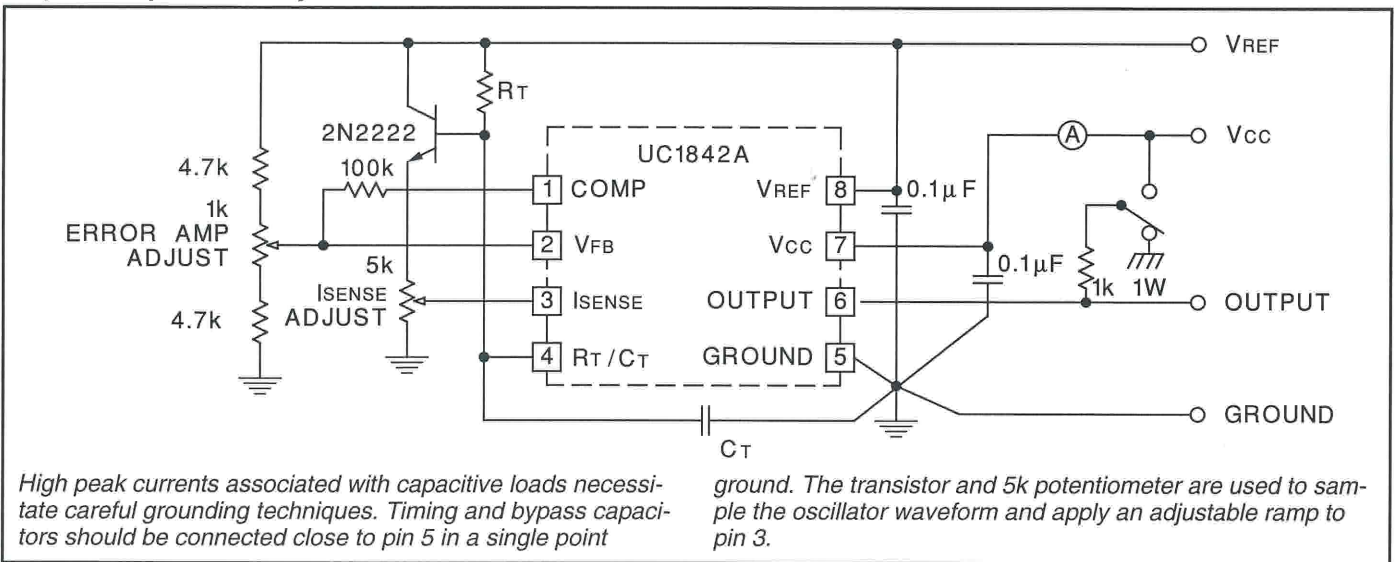 VREF
RT
2N2222
VCC
A
UC1842A
4.7k
100k
1 COMP
VREF 8
0.1µF
1k
ERROR AMP
ADJUST
2 VFB
VCC 7
5k
0.1µF
ISENSE
ADJUST
3 ISENSE
OUTPUT 6
1k 1W
OUTPUT
4.7k
4 RT/CT
GROUND 5
GROUND
CT
High peak currents associated with capacitive loads necessi-
tate careful grounding techniques. Timing and bypass capaci-
tors should be connected close to pin 5 in a single point
ground. The transistor and 5k potentiometer are used to sam-
ple the oscillator waveform and apply an adjustable ramp to
pin 3.